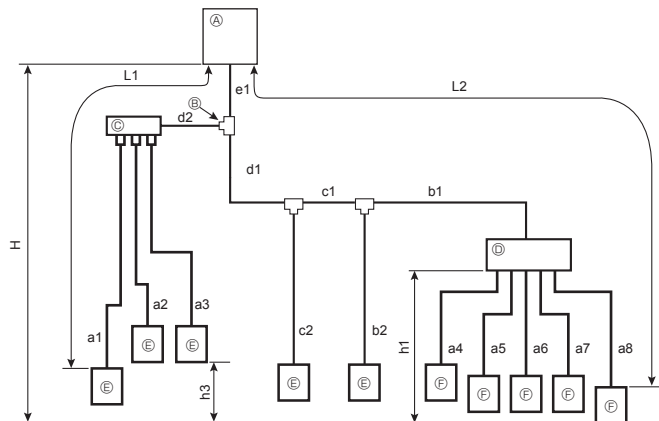 Ⓐ
L1
L2
e1
Ⓑ
Ⓒ
d2
d1
c1
b1
H
Ⓓ
a1
a2
a3
c2
b2
h1
a4
a5
a6
a7
a8
h3
Ⓔ
Ⓔ
Ⓔ
Ⓔ
Ⓔ
Ⓕ
Ⓕ
Ⓕ
Ⓕ
Ⓕ